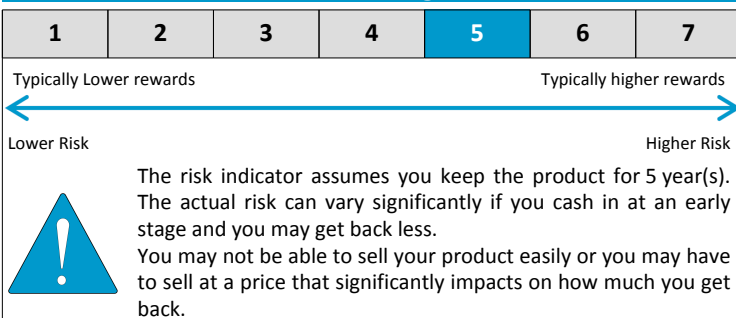 1 2 3 4 5 6 7
Typically Lower rewards Typically higher rewards
Lower Risk Higher Risk
The risk indicator assumes you keep the product for 5 year(s).
The actual risk can vary significantly if you cash in at an early
stage and you may get back less.
You may not be able to sell your product easily or you may have
to sell at a price that significantly impacts on how much you get
back.